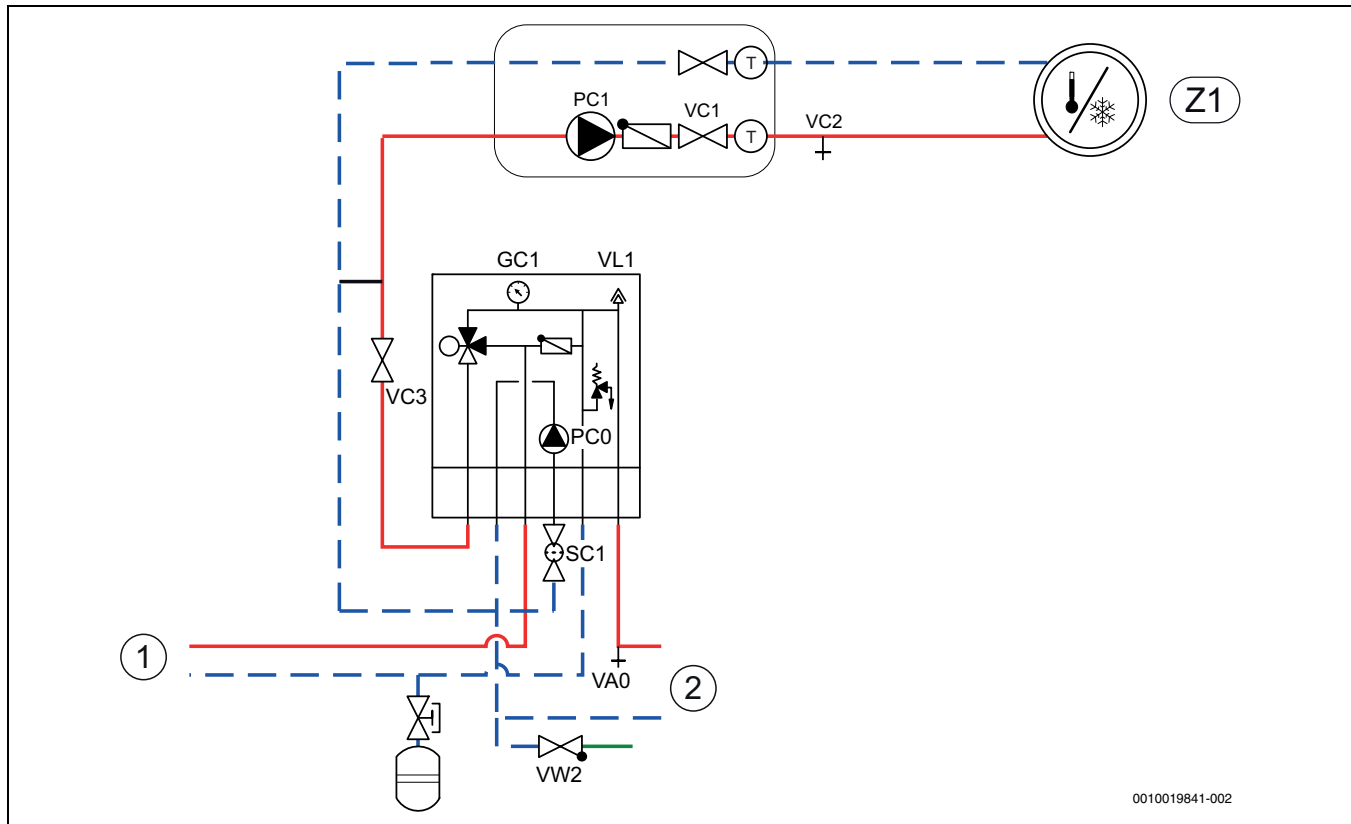 T
PC1
VC1
T
VC2
Z1
GC1
VL1
VC3
PC0
SC1
1
VA0
2
VW2
0010019841-002